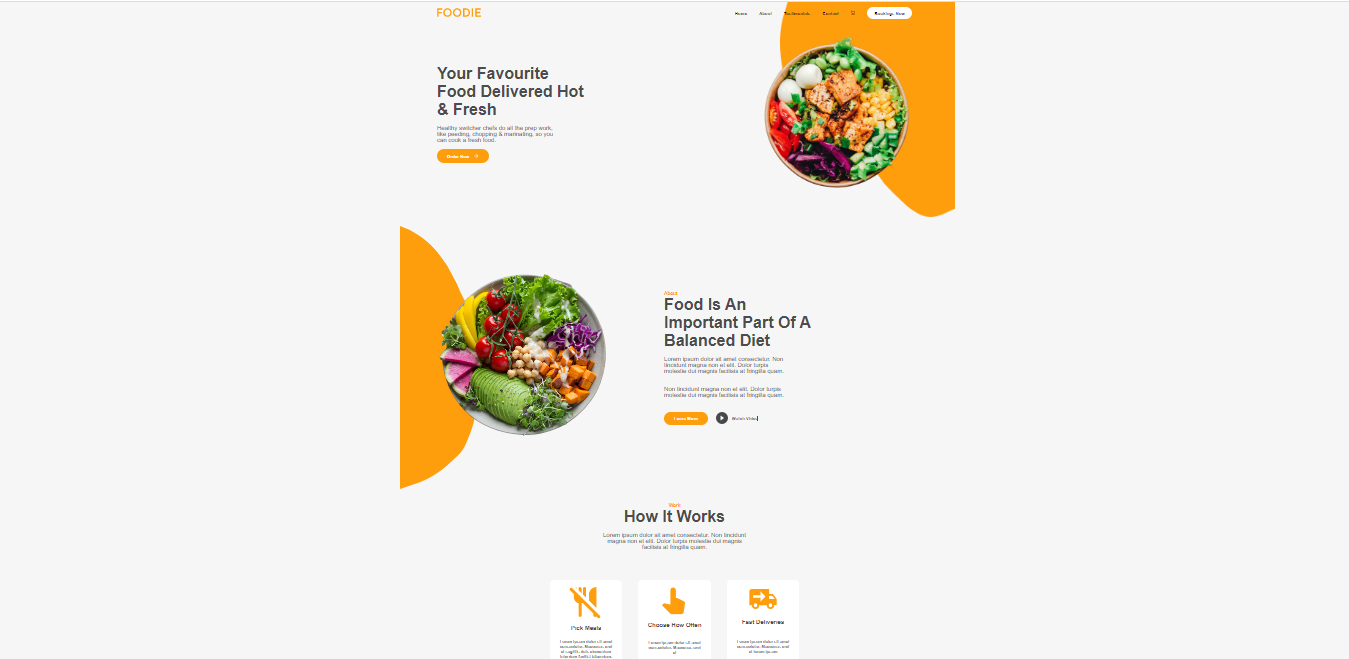 FOODIE
Home About Testimonials Contact Bookings Now
Your Favourite
Food Delivered Hot
& Fresh
Healthy switcher chefs do all the prep work,
like peeding, chopping & marinating, so you
can cook a fresh food.
Order Now
About
Food Is An
Important Part Of A
Balanced Diet
Lorem ipsum dolor sit amet consectetur. Non
tincidunt magna non et elit. Dolor turpis
molestie dui magnis facilisis at fringilla quam.
Non tincidunt magna non et elit. Dolor turpis
molestie dui magnis facilisis at fringilla quam.
Learn More
Watch Video
Work
How It Works
Lorem ipsum dolor sit amet consectetur. Non tincidunt
magna non et elit. Dolor turpis molestie dui magnis
facilisis at fringilla quam.
Pick Meals
Choose How Often
Fast Deliveries